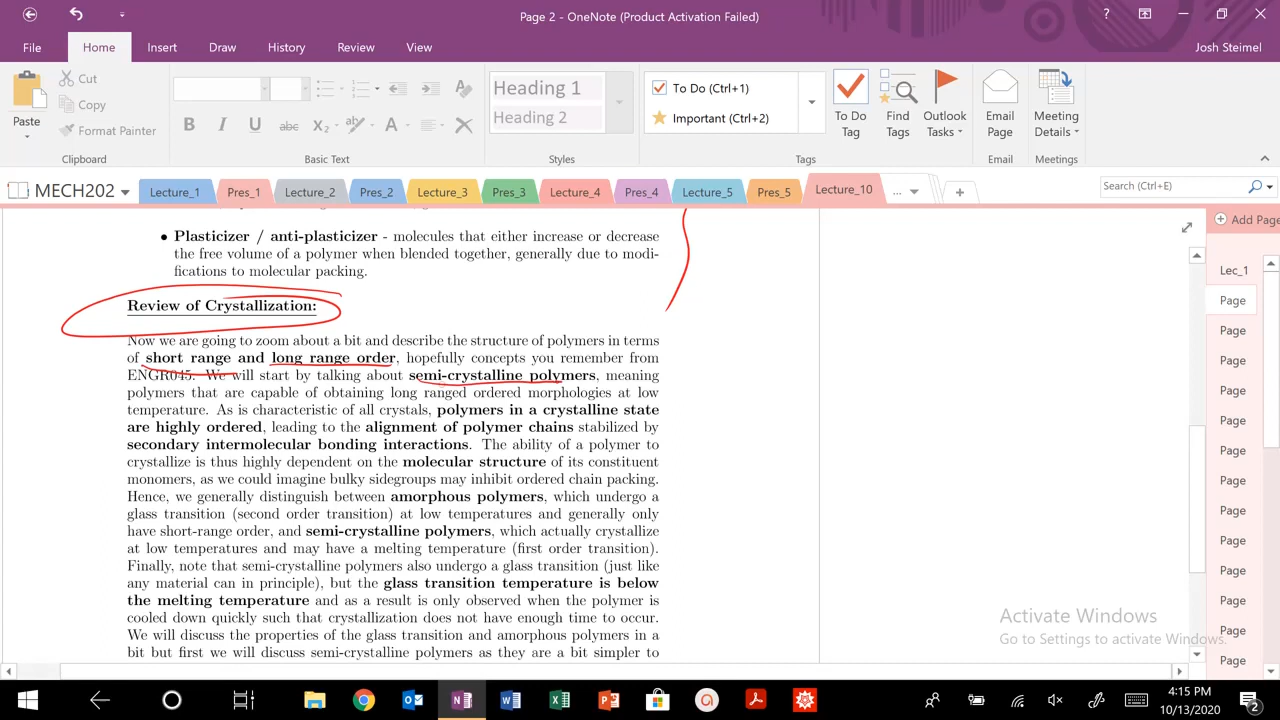 Page 2 - OneNote (Product Activation Failed)
?
File
Home
Insert
Draw
History
Review
View
Josh Steimel
Paste
Cut
Copy
Format Painter
Clipboard
B I U abc X₂ A
Basic Text
Heading 1
Heading 2
Styles
To Do (Ctrl+1)
Important (Ctrl+2)
To Do Tag
Find Tags
Outlook Tasks
Tags
Email Page
Email
Meeting Details
Meetings
MECH202
Lecture_1
Pres_1
Lecture_2
Pres_2
Lecture_3
Pres_3
Lecture_4
Pres_4
Lecture_5
Pres_5
Lecture_10
...
Search (Ctrl+E)
• Plasticizer / anti-plasticizer - molecules that either increase or decrease
the free volume of a polymer when blended together, generally due to modi-
fications to molecular packing.
Review of Crystallization:
Now we are going to zoom about a bit and describe the structure of polymers in terms
of short range and long range order, hopefully concepts you remember from
ENGR045. We will start by talking about semi-crystalline polymers, meaning
polymers that are capable of obtaining long ranged ordered morphologies at low
temperature. As is characteristic of all crystals, polymers in a crystalline state
are highly ordered, leading to the alignment of polymer chains stabilized by
secondary intermolecular bonding interactions. The ability of a polymer to
crystallize is thus highly dependent on the molecular structure of its constituent
monomers, as we could imagine bulky sidegroups may inhibit ordered chain packing.
Hence, we generally distinguish between amorphous polymers, which undergo a
glass transition (second order transition) at low temperatures and generally only
have short-range order, and semi-crystalline polymers, which actually crystallize
at low temperatures and may have a melting temperature (first order transition).
Finally, note that semi-crystalline polymers also undergo a glass transition (just like
any material can in principle), but the glass transition temperature is below
the melting temperature and as a result is only observed when the polymer is
cooled down quickly such that crystallization does not have enough time to occur.
We will discuss the properties of the glass transition and amorphous polymers in a
bit but first we will discuss semi-crystalline polymers as they are a bit simpler to
Add Page
Lec_1
Page
Page
Page
Page
Page
Page
Page
Page
Page
Page
Page
Page
Page
Activate Windows
Go to Settings to activate Windows.
4:15 PM
10/13/2020
2